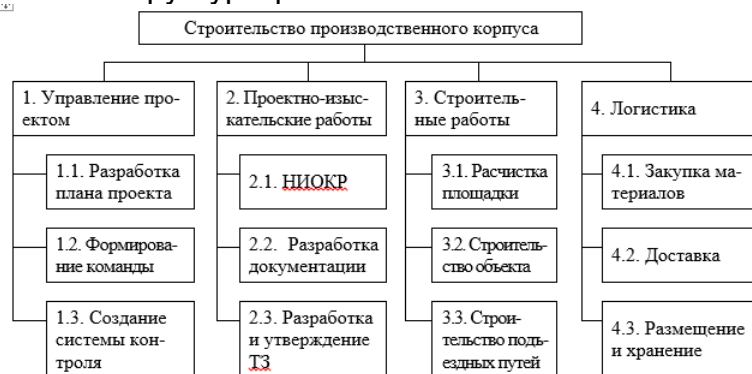 Строительство производственного корпуса
1. Управление про-
ектом
2. Проектно-изыс-
кательские работы
3. Строитель-
ные работы
4. Логистика
1.1. Разработка
плана проекта
2.1. НИОКР
3.1. Расчистка
площадки
4.1. Закупка ма-
териалов
1.2. Формирова-
ние команды
2.2. Разработка
документации
3.2. Строитель-
ство объекта
4.2. Доставка
1.3. Создание
системы кон-
троля
2.3. Разработка
и утверждение
ТЗ
3.3. Строи-
тельство подъ-
ездных путей
4.3. Размещение
и хранение